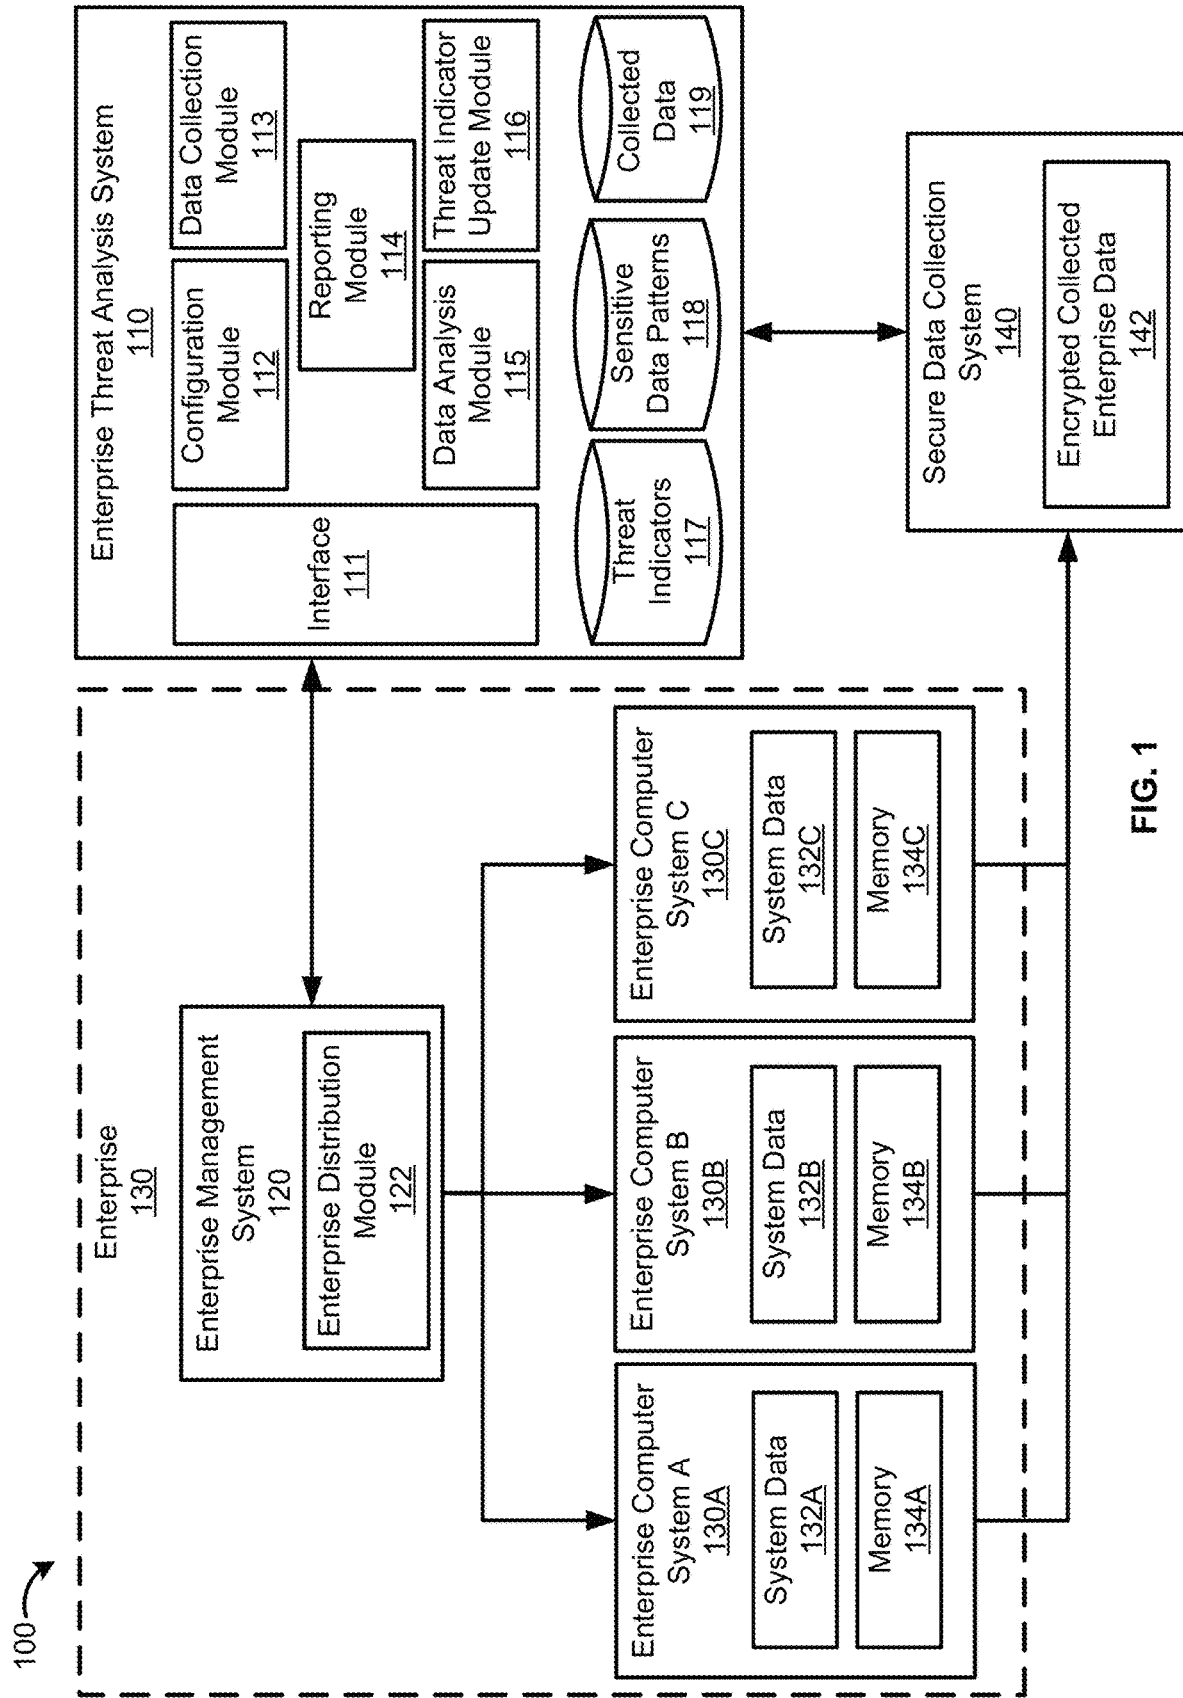 100
Enterprise
130
Enterprise Management
System
120
Enterprise Distribution
Module
122
Enterprise Computer
System A
130A
System Data
132A
Memory
134A
Enterprise Computer
System B
130B
System Data
132B
Memory
134B
Enterprise Computer
System C
130C
System Data
132C
Memory
134C
Enterprise Threat Analysis System
110
Interface
111
Configuration
Module
112
Data Collection
Module
113
Reporting
Module
114
Data Analysis
Module
115
Threat Indicator
Update Module
116
Threat
Indicators
117
Sensitive
Data Patterns
118
Collected
Data
119
Secure Data Collection
System
140
Encrypted Collected
Enterprise Data
142
FIG. 1